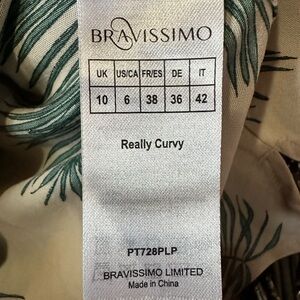 BRAVISSIMO
UK US/CA FR/ES DE IT
10 6 38 36 42
Really Curvy
PT728PLP
BRAVISSIMO LIMITED
Made in China